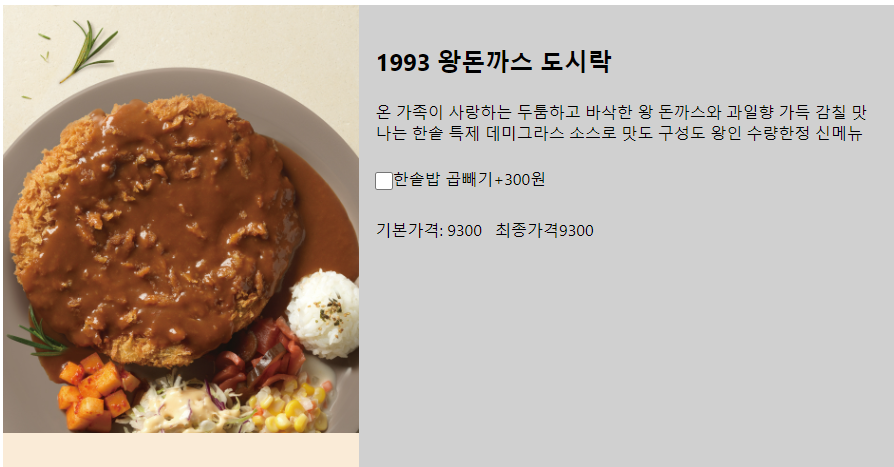 1993 왕돈까스 도시락
온 가족이 사랑하는 두툼하고 바삭한 왕 돈까스와 과일향 가득 감칠 맛
나는 한솥 특제 데미그라스 소스로 맛도 구성도 왕인 수량한정 신메뉴
한솥밥 곱빼기+300원
기본가격: 9300 최종가격9300